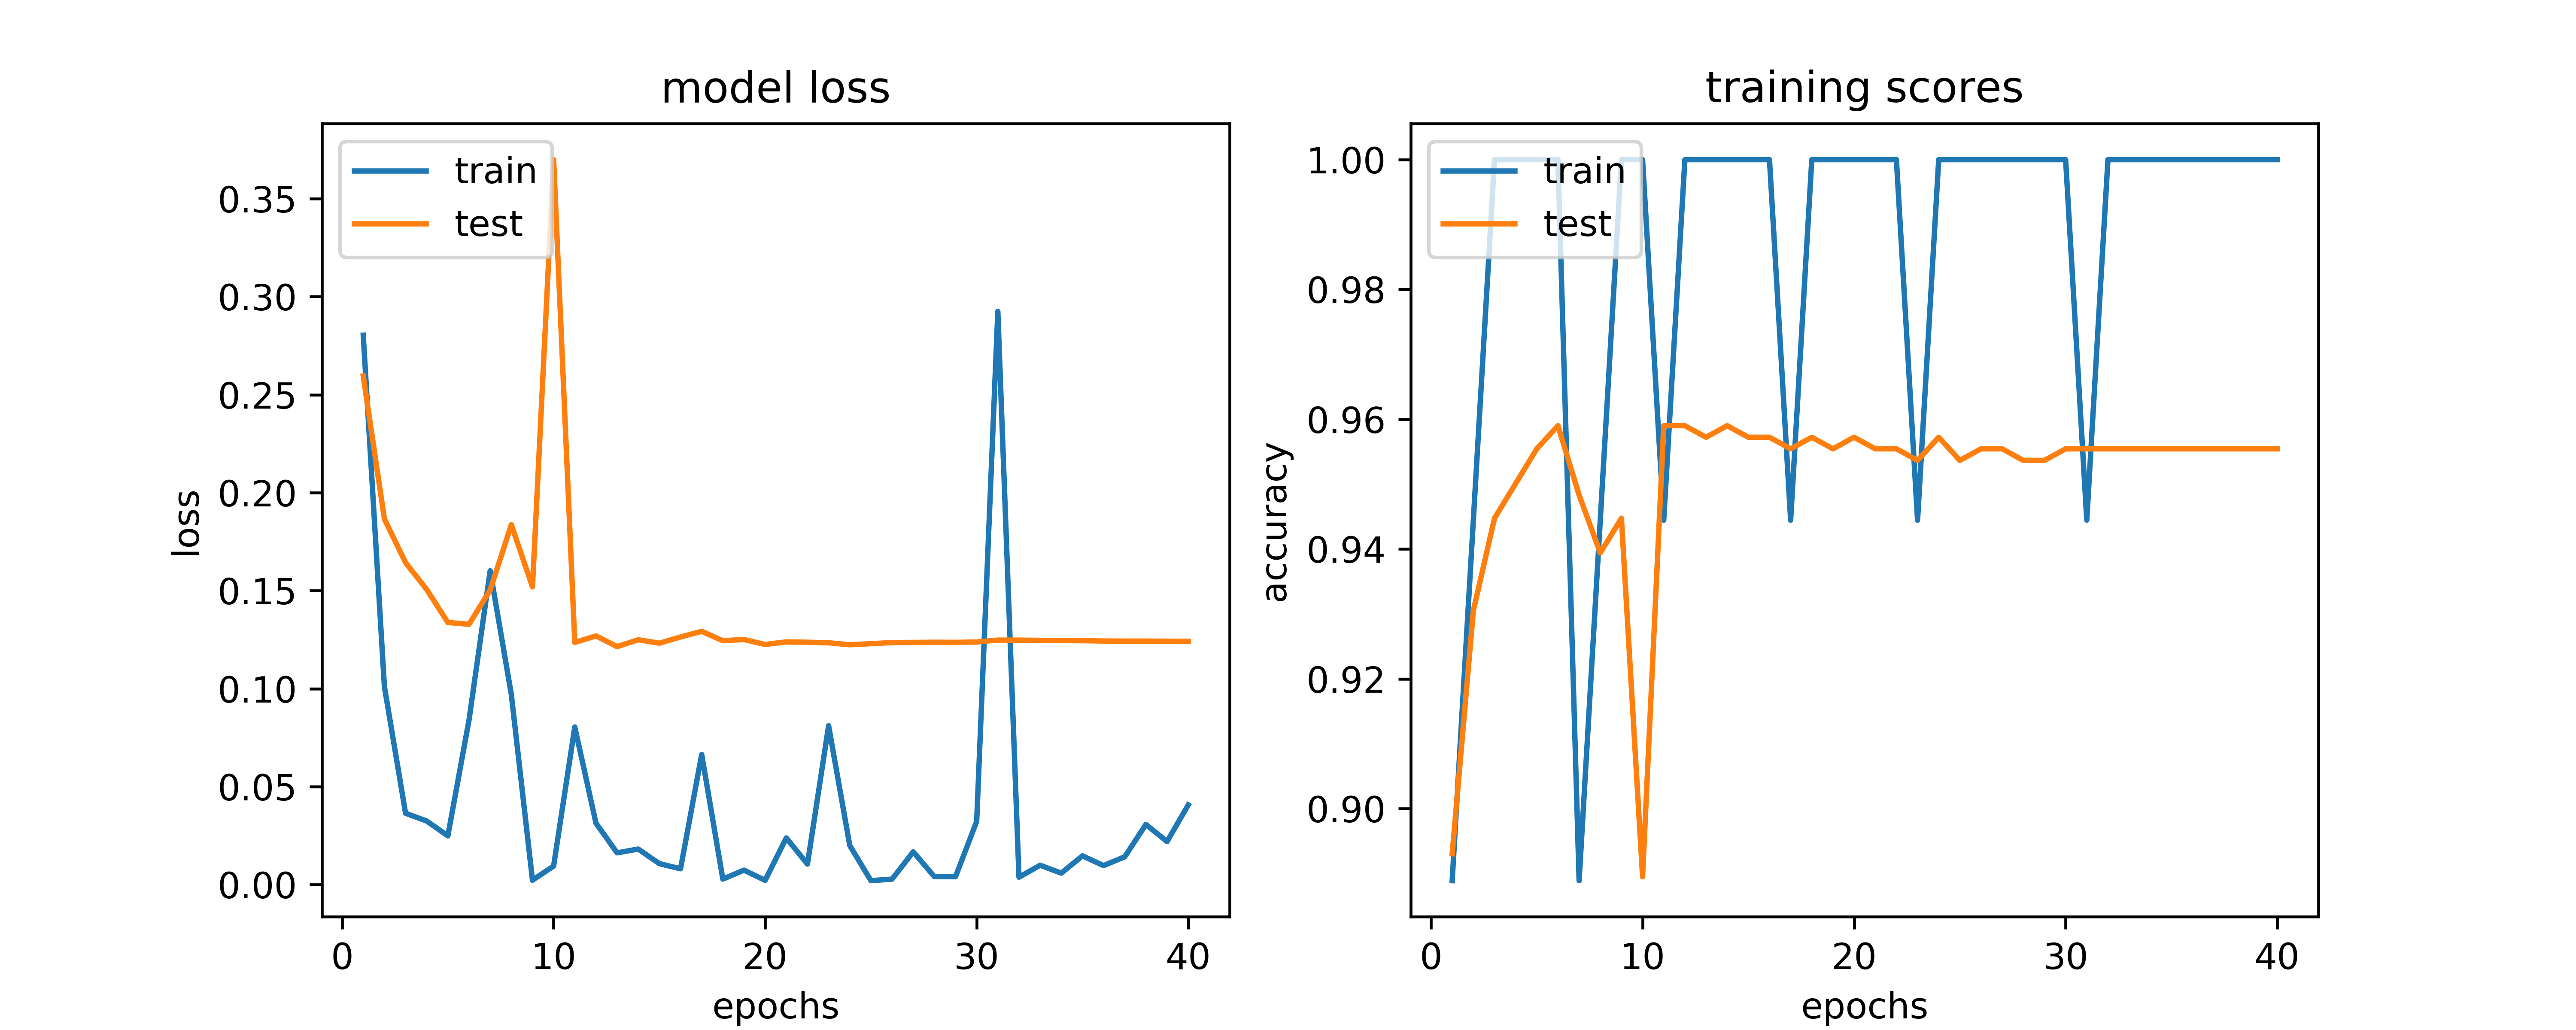 model loss
train
test
0.35
0.30
0.25
0.20
0.15
0.10
0.05
0.00
loss
0 10 20 30 40
epochs
training scores
train
test
1.00
0.98
0.96
0.94
0.92
0.90
accuracy
0 10 20 30 40
epochs